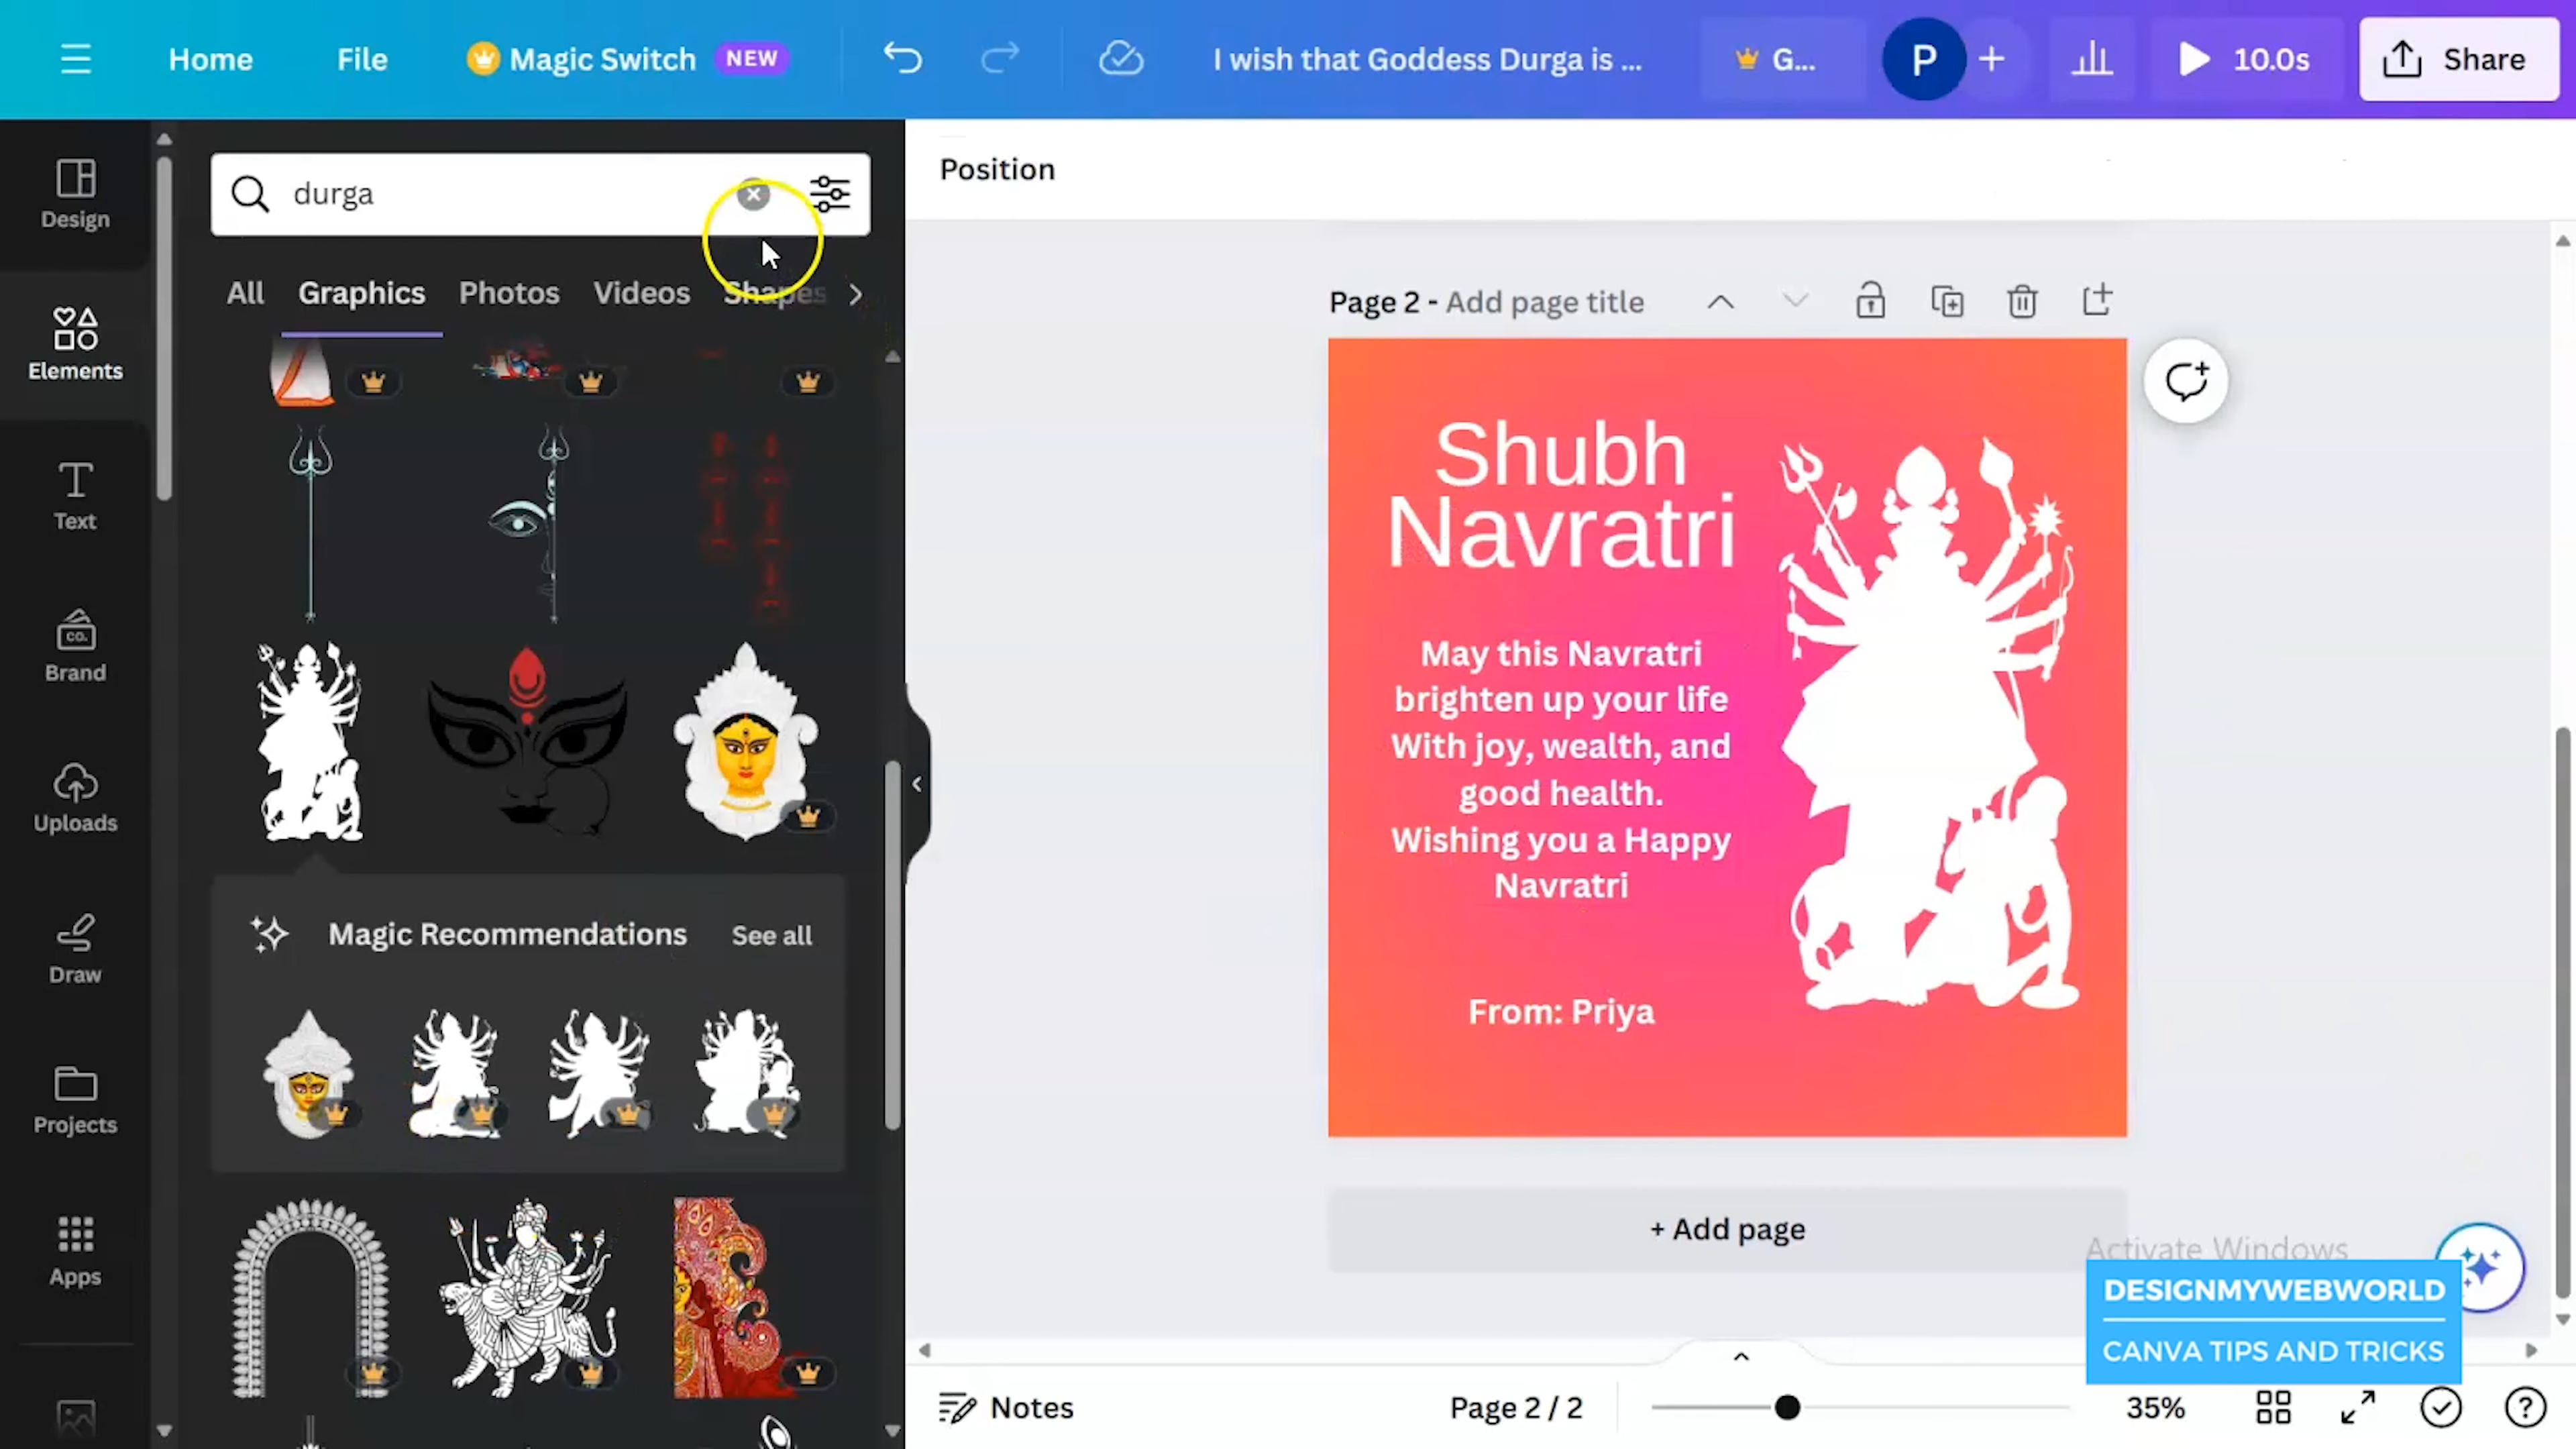 Home File Magic Switch NEW I wish that Goddess Durga is ... G... P + 10.0s Share
durga
All Graphics Photos Videos Shapes
Design
Elements
Text
CO.
Brand
Uploads
Draw
Projects
Apps
Magic Recommendations See all
Position
Page 2 - Add page title
Shubh
Navratri
May this Navratri
brighten up your life
With joy, wealth, and
good health.
Wishing you a Happy
Navratri
From: Priya
+ Add page
Activate Windows
DESIGNMYWEBWORLD
CANVA TIPS AND TRICKS
Notes Page 2 / 2 35%